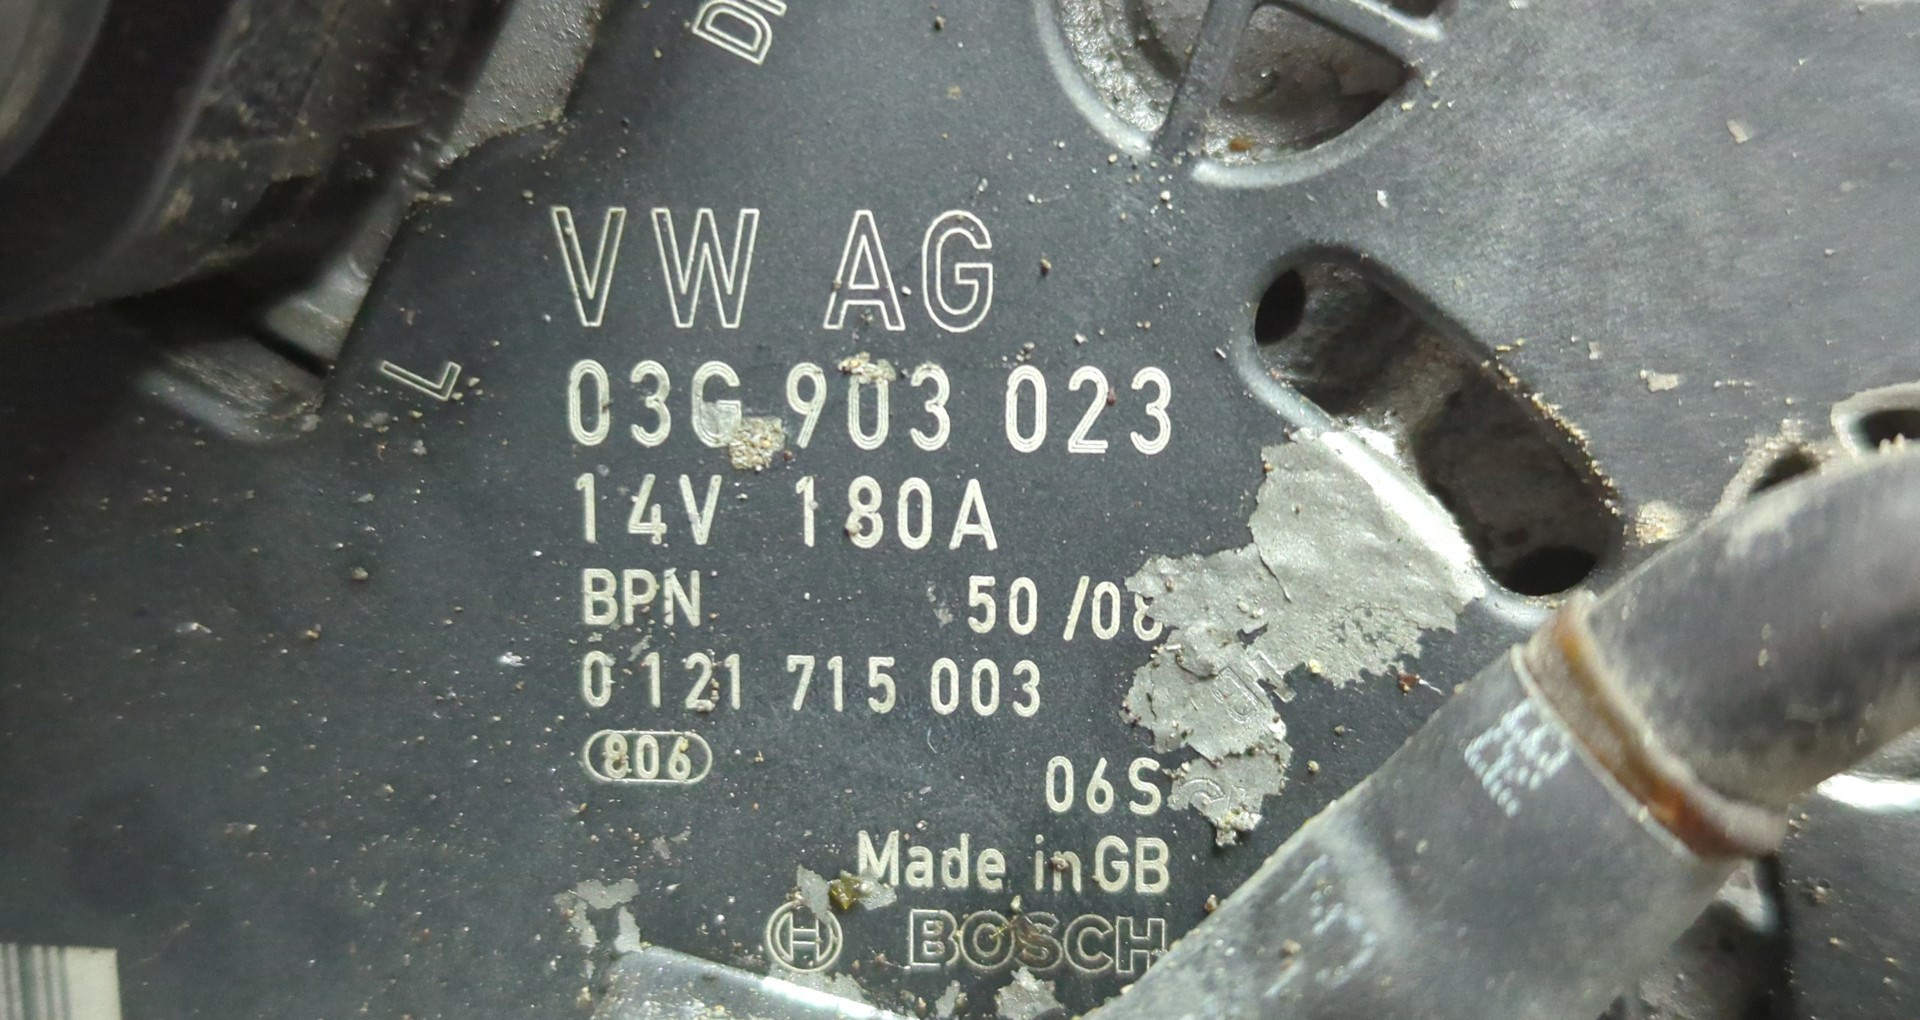 L
VW AG
03G 903 023
14V 180A
BPN 50 /08
0 121 715 003
806
06S
Made in GB
BOSCH